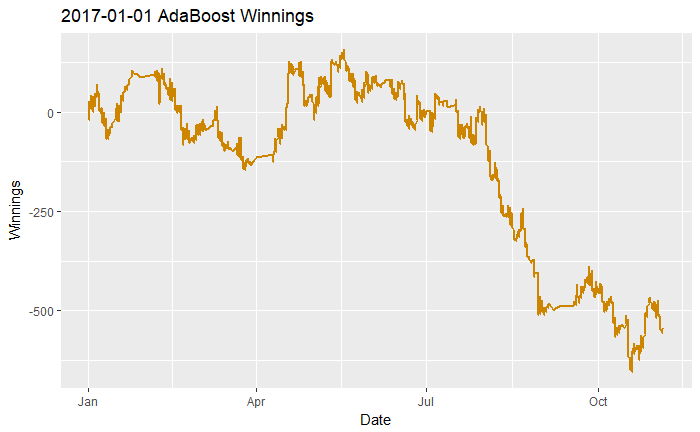 2017-01-01 AdaBoost Winnings
0
-250
-500
Winnings
Jan Apr Jul Oct
Date